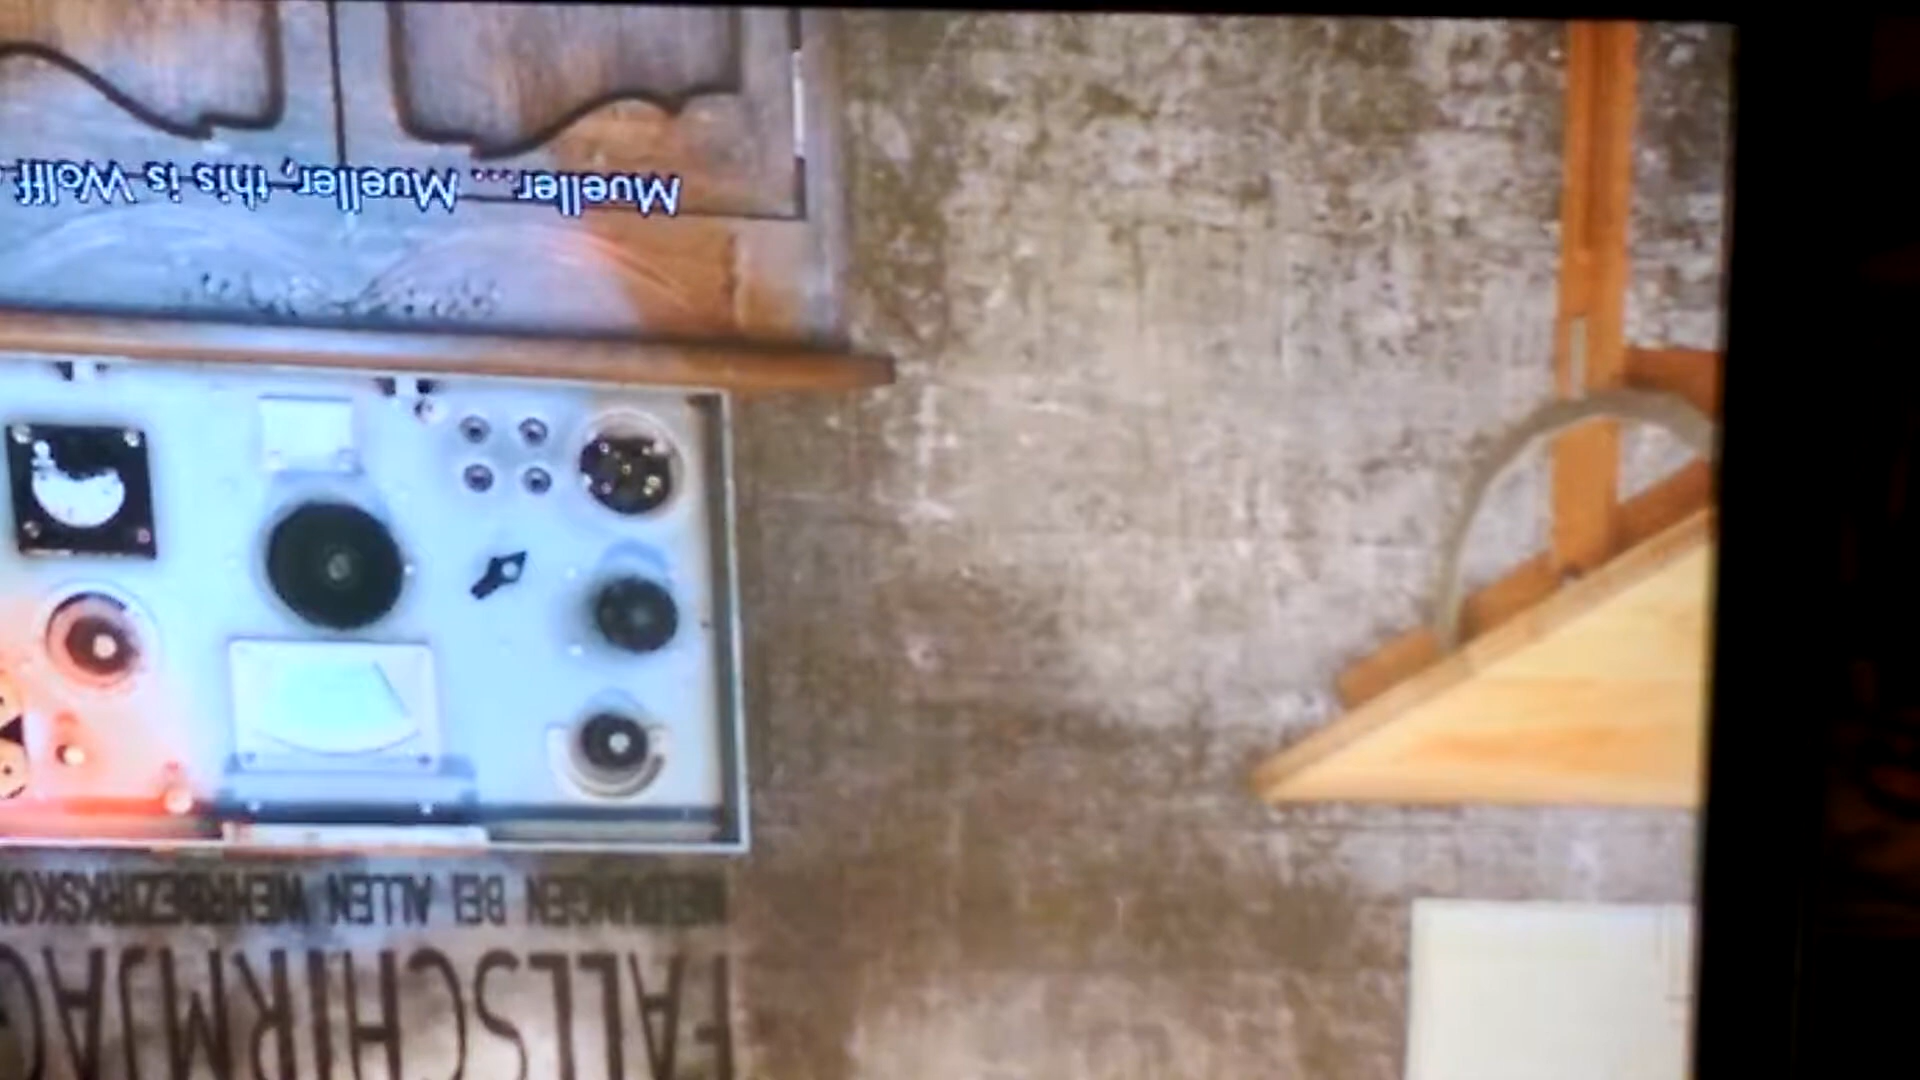 FALLSCHIRMJÄG
MELDUNGEN BEI ALLEN WEHRBEZIRKSKO
Mueller... Mueller, this is Wolff.